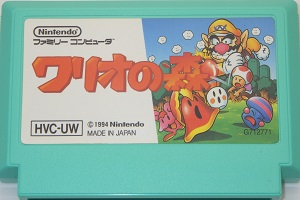 Nintendo
ファミリー コンピュータ
ワリオの森
HVC-UW
©1994 Nintendo
MADE IN JAPAN
G712771